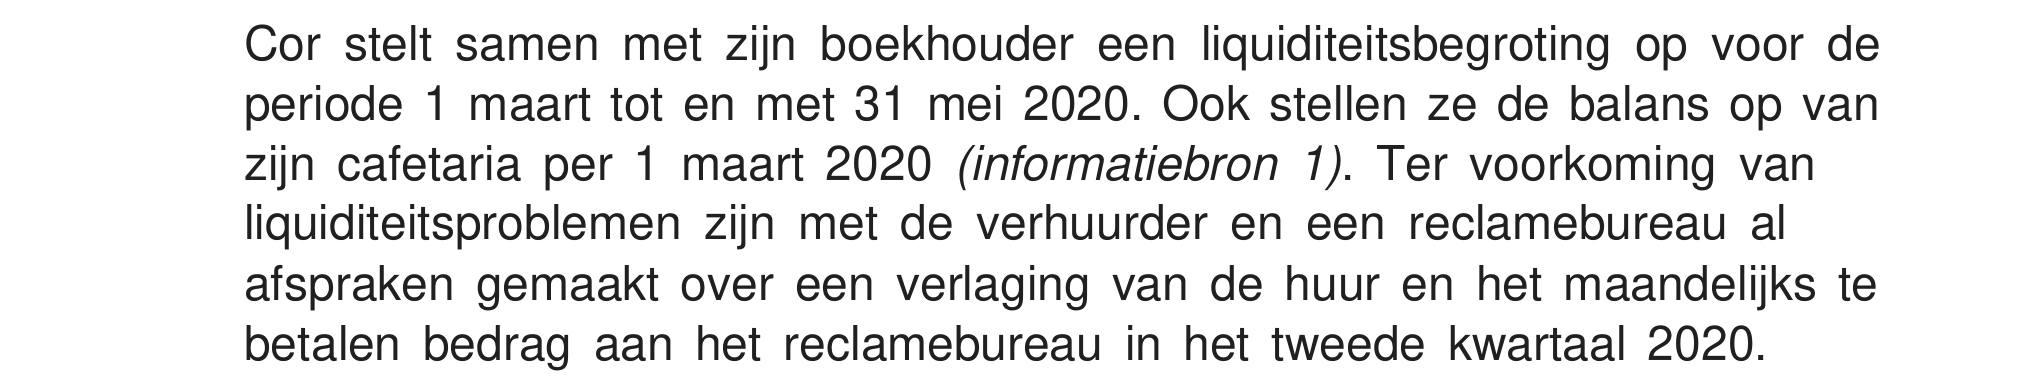 Cor stelt samen met zijn boekhouder een liquiditeitsbegroting op voor de
periode 1 maart tot en met 31 mei 2020. Ook stellen ze de balans op van
zijn cafetaria per 1 maart 2020 (informatiebron 1). Ter voorkoming van
liquiditeitsproblemen zijn met de verhuurder en een reclamebureau al
afspraken gemaakt over een verlaging van de huur en het maandelijks te
betalen bedrag aan het reclamebureau in het tweede kwartaal 2020.